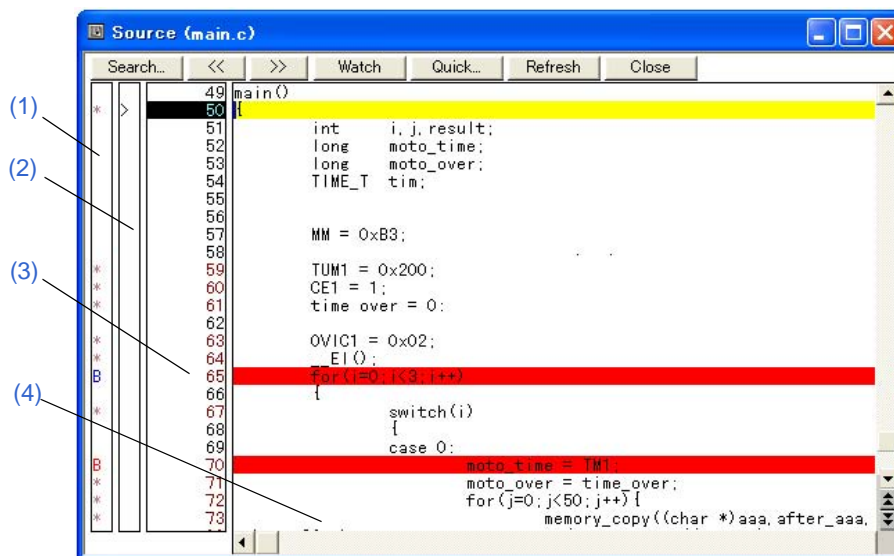 Source (main.c)
Search... << >> Watch Quick... Refresh Close
49 main()
(1) * > 50 {
51 int i, j, result;
52 long moto_time;
(2) 53 long moto_over;
54 TIME_T tim;
55
56
57 MM = 0xB3;
58
(3) * 59 TUM1 = 0x200;
* 60 CE1 = 1;
* 61 time over = 0:
62
* 63 OVIC1 = 0x02;
* 64 __EI();
B 65 for(i=0;i<3;i++)
(4) 66 {
* 67 switch(i)
68 {
69 case 0:
B 70 moto_time = TM1;
* 71 moto_over = time_over;
* 72 for(j=0;j<50;j++){
* 73 memory_copy((char *)aaa,after_aaa,